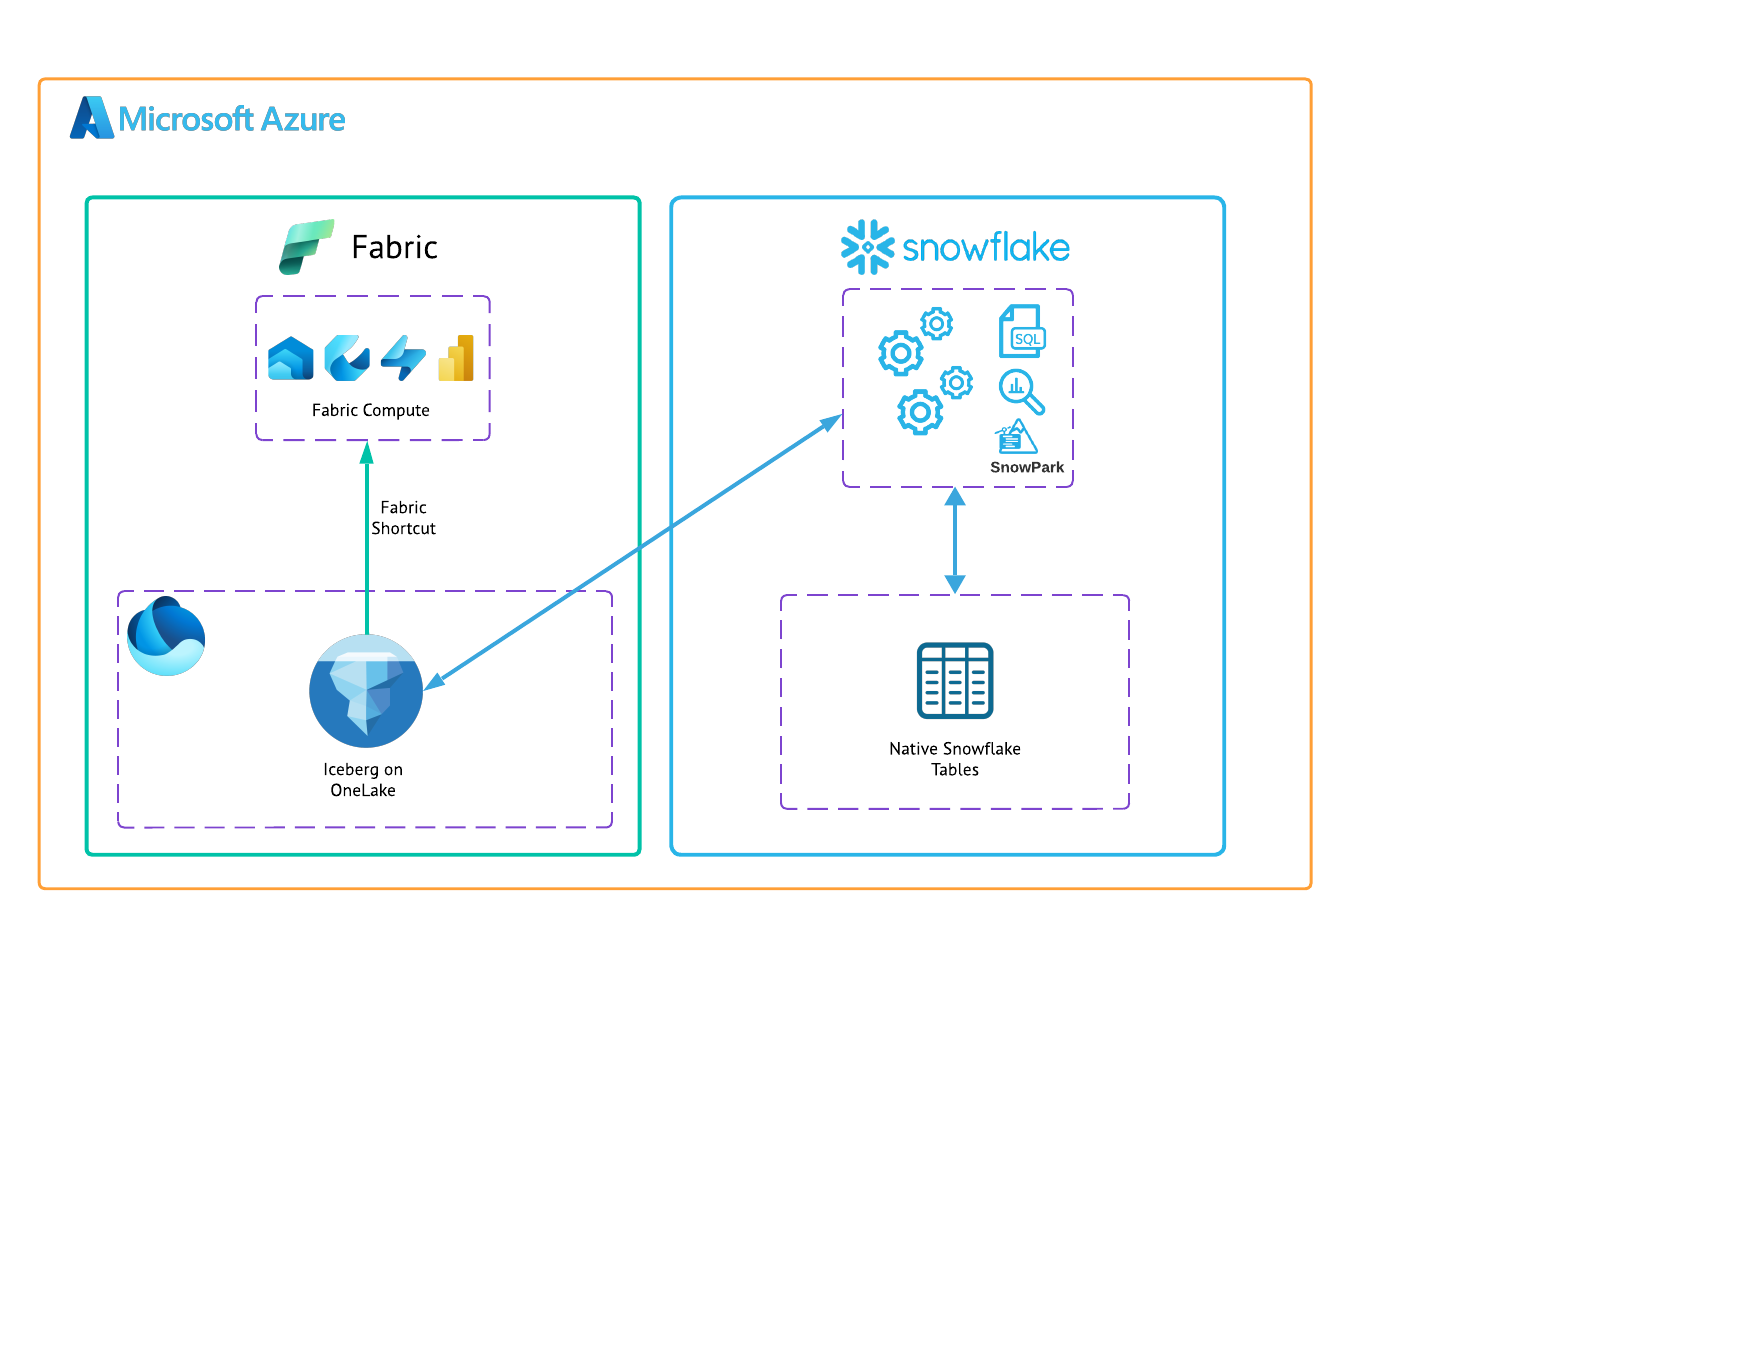 Microsoft Azure
Fabric
Fabric Compute
Fabric
Shortcut
Iceberg on
OneLake
snowflake
SQL
SnowPark
Native Snowflake
Tables